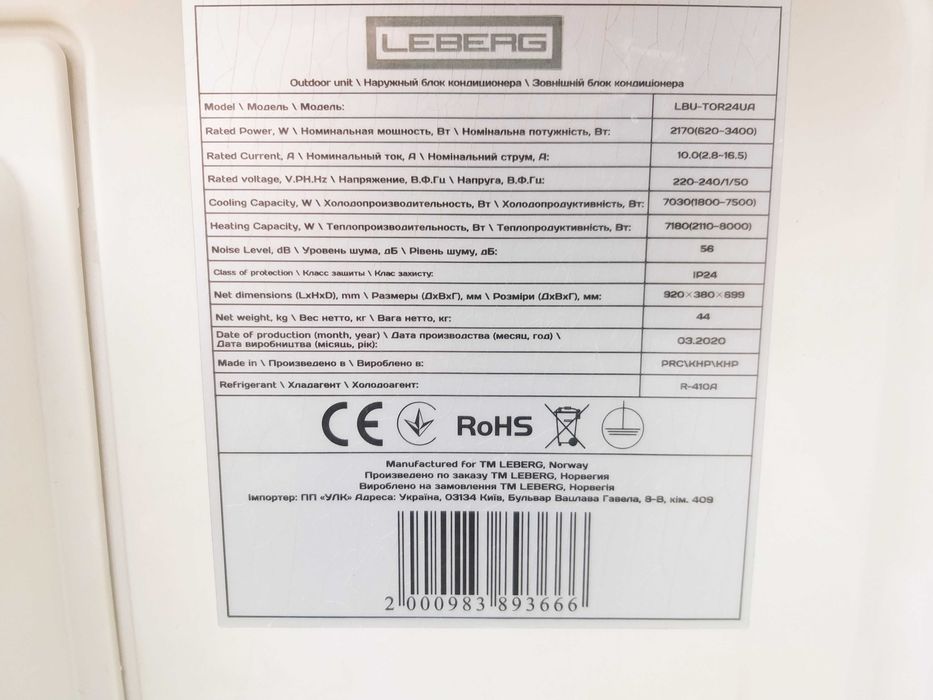 LEBERG
Outdoor unit \ Наружный блок кондиционера \ Зовнішній блок кондиціонера
Model \ Модель \ Модель: LBU-TOR24UA
Rated Power, W \ Номинальная мощность, Вт \ Номінальна потужність, Вт: 2170(620-3400)
Rated Current, A \ Номинальный ток, А \ Номінальний струм, А: 10.0(2.8-16.5)
Rated voltage, V.PH.Hz \ Напряжение, В.Ф.Гц \ Напруга, В.Ф.Гц: 220-240/1/50
Cooling Capacity, W \ Холодопроизводительность, Вт \ Холодопродуктивність, Вт: 7030(1800-7500)
Heating Capacity, W \ Теплопроизводительность, Вт \ Теплопродуктивність, Вт: 7180(2110-8000)
Noise Level, dB \ Уровень шума, дБ \ Рівень шуму, дБ: 56
Class of protection \ Класс зашиты \ Клас захисту: IP24
Net dimensions (LxHxD), mm \ Размеры (ДхВхГ), мм \ Розміри (ДхВхГ), мм: 920×380×699
Net weight, kg \ Вес нетто, кг \ Вага нетто, кг: 44
Date of production (month, year) \ Дата производства (месяц, год) \
Дата виробництва (місяць, рік): 03.2020
Made in \ Произведено в \ Вироблено в: PRC\КНР\КНР
Refrigerant \ Хладагент \ Холодоагент: R-410A
CE RoHS
Manufactured for TM LEBERG, Norway
Произведено по заказу ТМ LEBERG, Норвегия
Вироблено на замовлення ТМ LEBERG, Норвегія
Імпортер: ПП «УЛК» Адреса: Україна, 03134 Київ, Бульвар Вацлава Гавела, 8-В, кім. 409
2 000983 893666